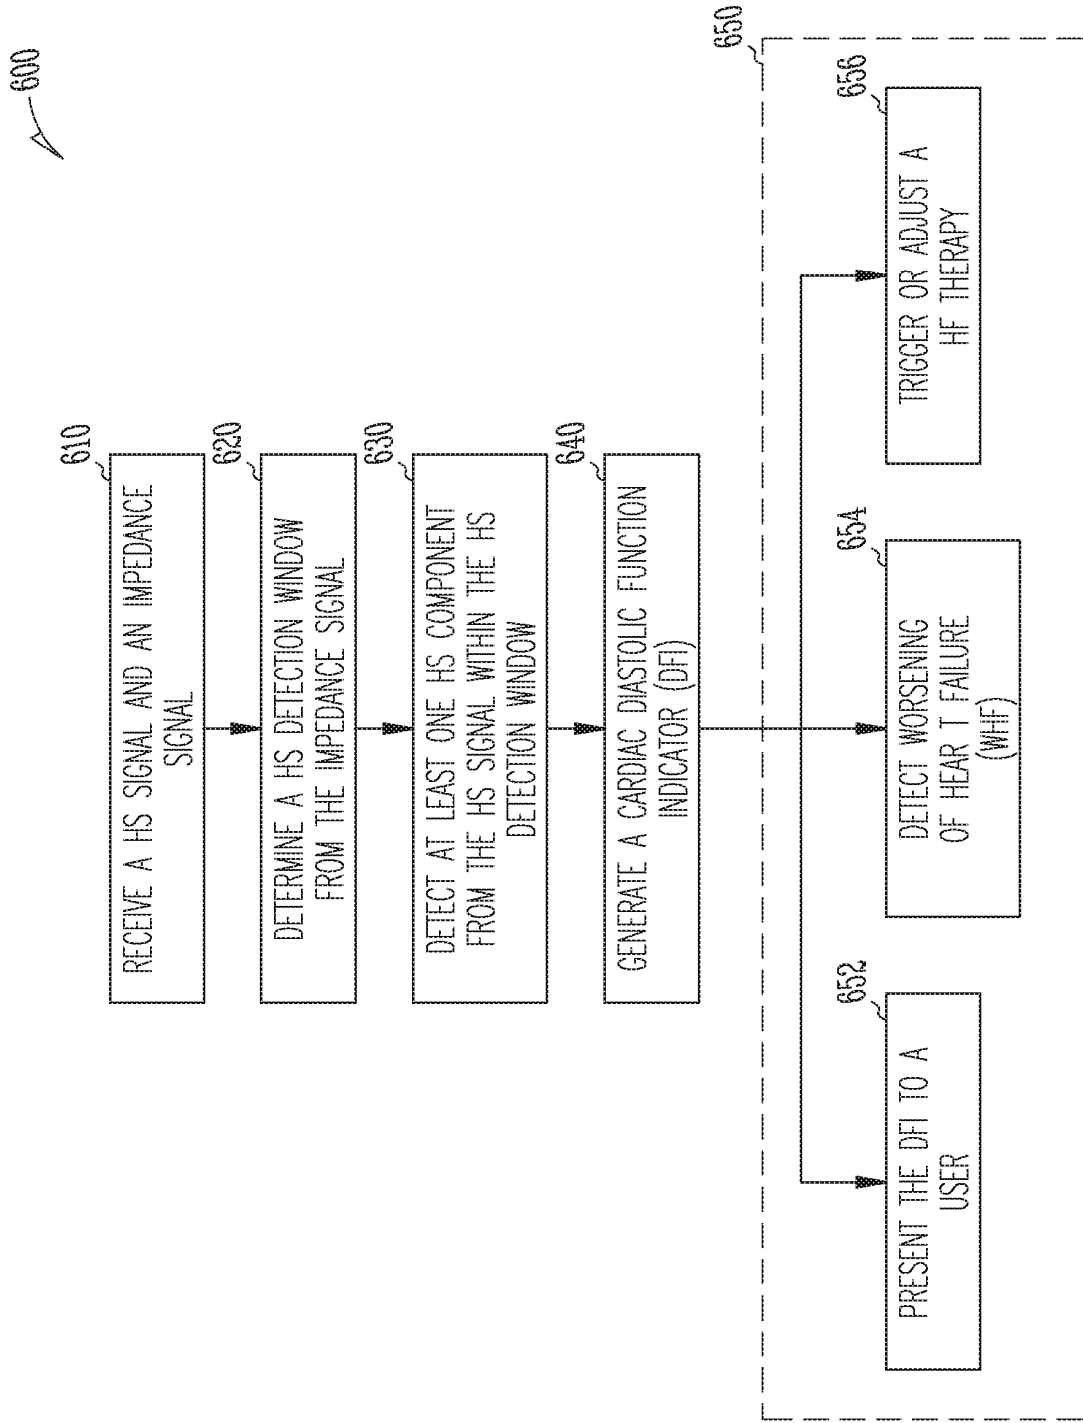 600
610
RECEIVE A HS SIGNAL AND AN IMPEDANCE
SIGNAL
620
DETERMINE A HS DETECTION WINDOW
FROM THE IMPEDANCE SIGNAL
630
DETECT AT LEAST ONE HS COMPONENT
FROM THE HS SIGNAL WITHIN THE HS
DETECTION WINDOW
640
GENERATE A CARDIAC DIASTOLIC FUNCTION
INDICATOR (DFI)
650
652
PRESENT THE DFI TO A
USER
654
DETECT WORSENING
OF HEAR T FAILURE
(WHF)
656
TRIGGER OR ADJUST A
HF THERAPY